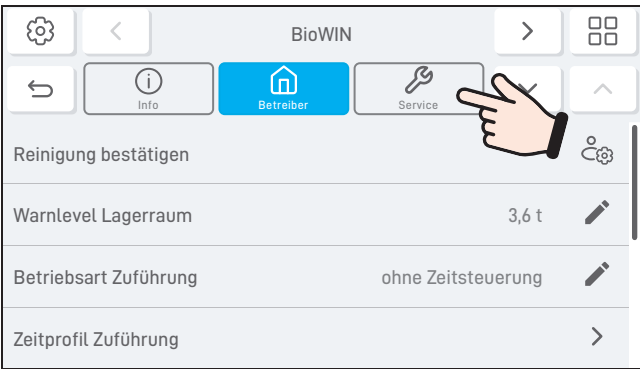 BioWIN
Info
Betreiber
Service
Reinigung bestätigen
Warnlevel Lagerraum 3,6 t
Betriebsart Zuführung ohne Zeitsteuerung
Zeitprofil Zuführung